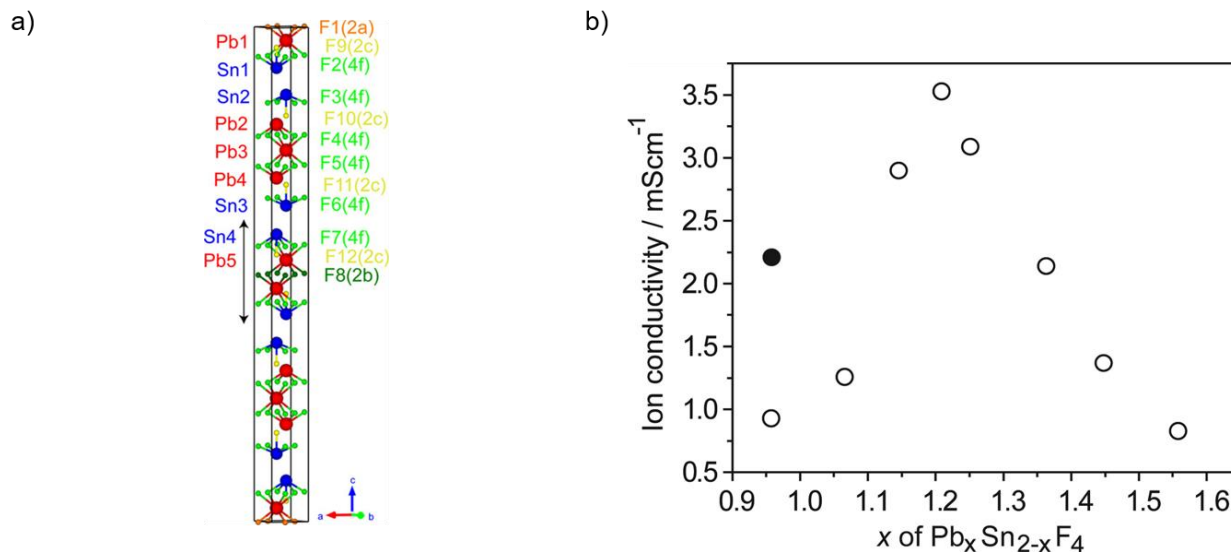 a)
F1(2a)
Pb1
F9(2c)
Sn1
F2(4f)
Sn2
F3(4f)
Pb2
F10(2c)
F4(4f)
Pb3
F5(4f)
Pb4
F11(2c)
Sn3
F6(4f)
Sn4
F7(4f)
Pb5
F12(2c)
F8(2b)
c
a
b
b)
Ion conductivity / mScm⁻¹
3.5
3.0
2.5
2.0
1.5
1.0
0.5
0.9 1.0 1.1 1.2 1.3 1.4 1.5 1.6
x of PbₓSn₂₋ₓF₄